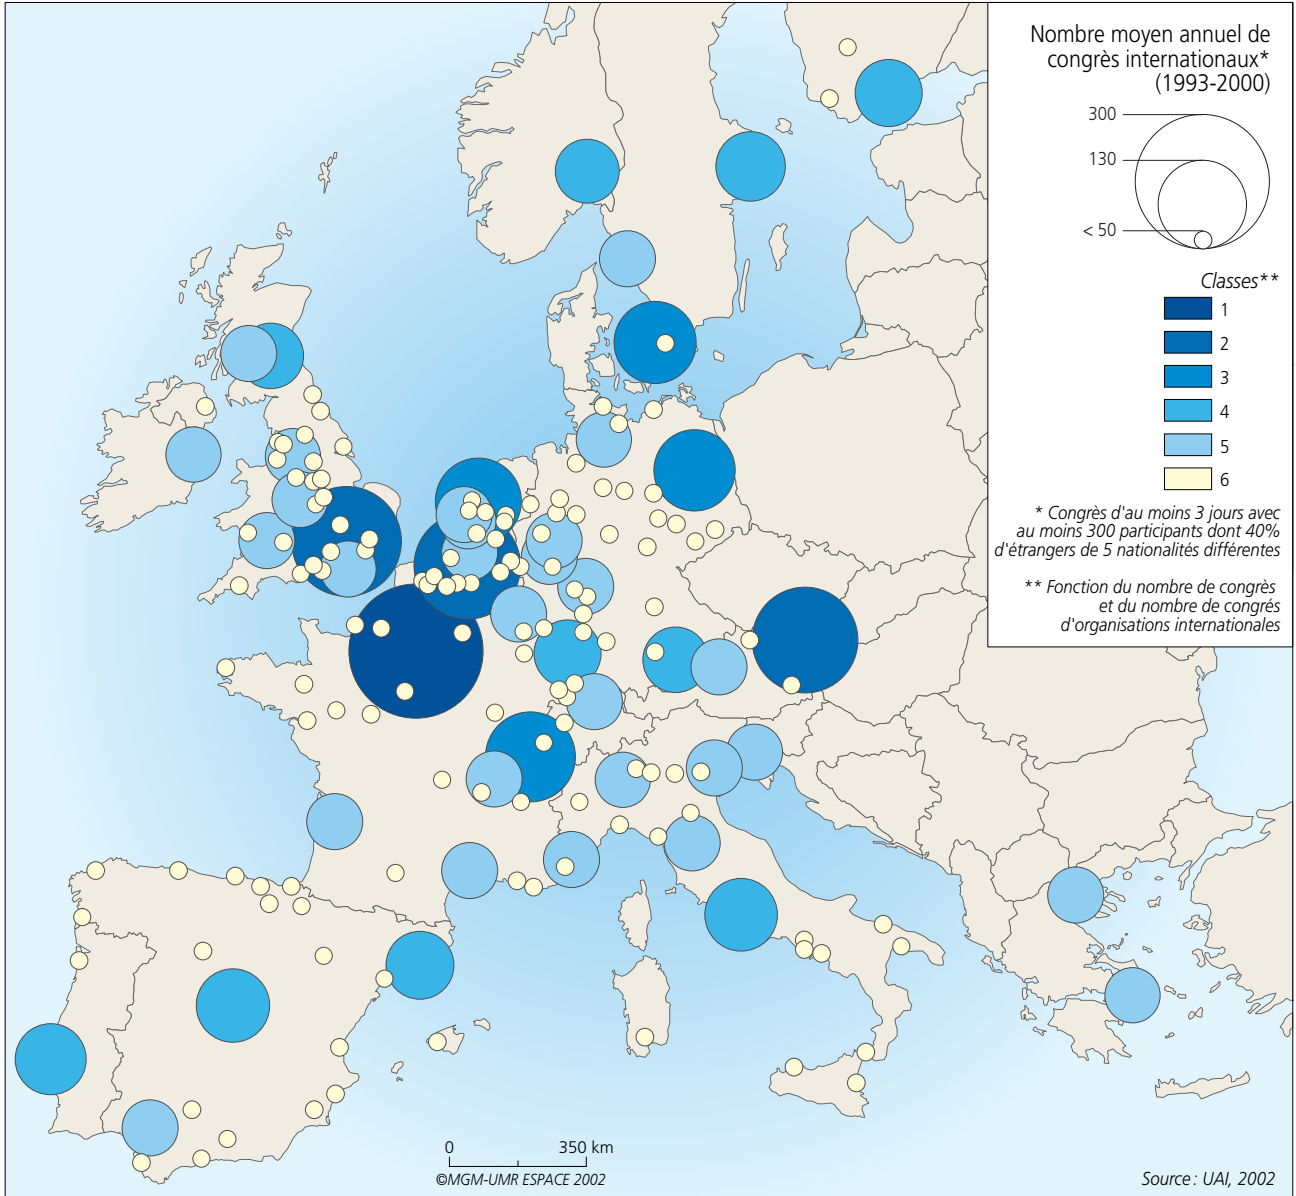 Nombre moyen annuel de
congrès internationaux*
(1993-2000)
300
130
< 50
Classes**
1
2
3
4
5
6
* Congrès d'au moins 3 jours avec
au moins 300 participants dont 40%
d'étrangers de 5 nationalités différentes
** Fonction du nombre de congrès
et du nombre de congrés
d'organisations internationales
0 350 km
©MGM-UMR ESPACE 2002
Source : UAI, 2002